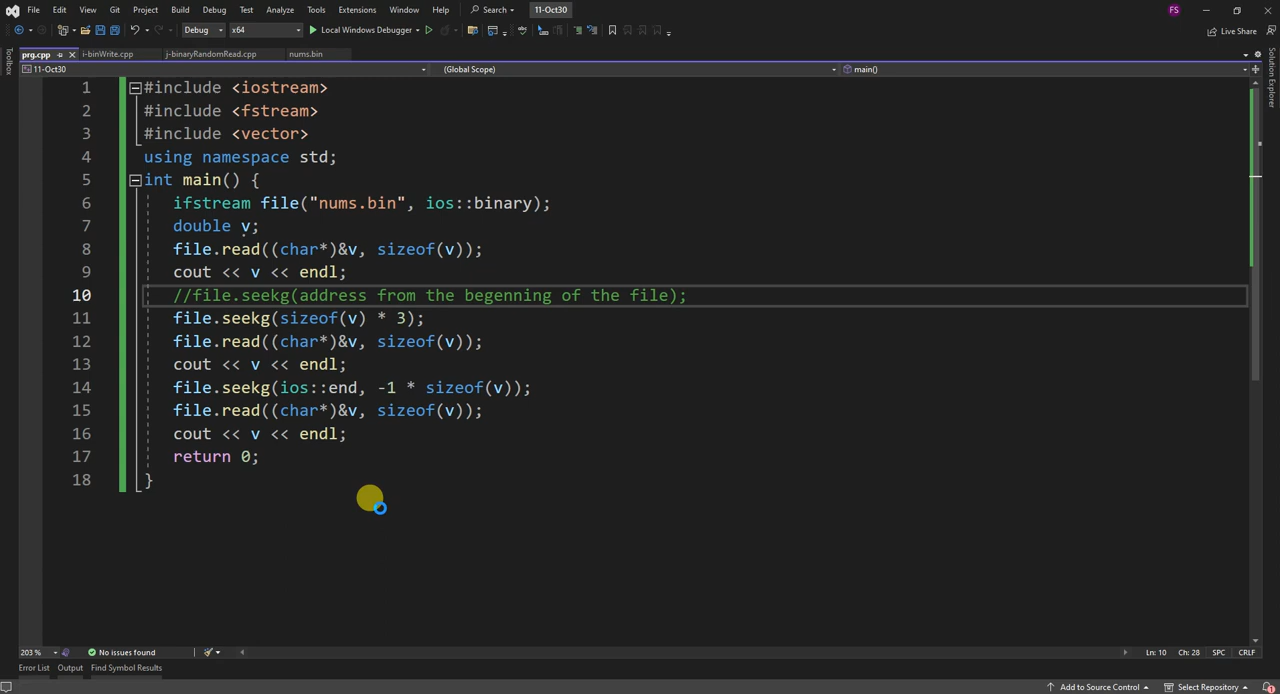 File Edit View Git Project Build Debug Test Analyze Tools Extensions Window Help Search 11-Oct30 FS
Debug x64 Local Windows Debugger Live Share
prg.cpp i-binWrite.cpp j-binaryRandomRead.cpp nums.bin
11-Oct30 (Global Scope) main()
Toolbox
Solution Explorer
1 #include <iostream>
2 #include <fstream>
3 #include <vector>
4 using namespace std;
5 int main() {
6 ifstream file("nums.bin", ios::binary);
7 double v;
8 file.read((char*)&v, sizeof(v));
9 cout << v << endl;
10 //file.seekg(address from the begenning of the file);
11 file.seekg(sizeof(v) * 3);
12 file.read((char*)&v, sizeof(v));
13 cout << v << endl;
14 file.seekg(ios::end, -1 * sizeof(v));
15 file.read((char*)&v, sizeof(v));
16 cout << v << endl;
17 return 0;
18 }
203 % No issues found Ln: 10 Ch: 28 SPC CRLF
Error List Output Find Symbol Results
Add to Source Control Select Repository